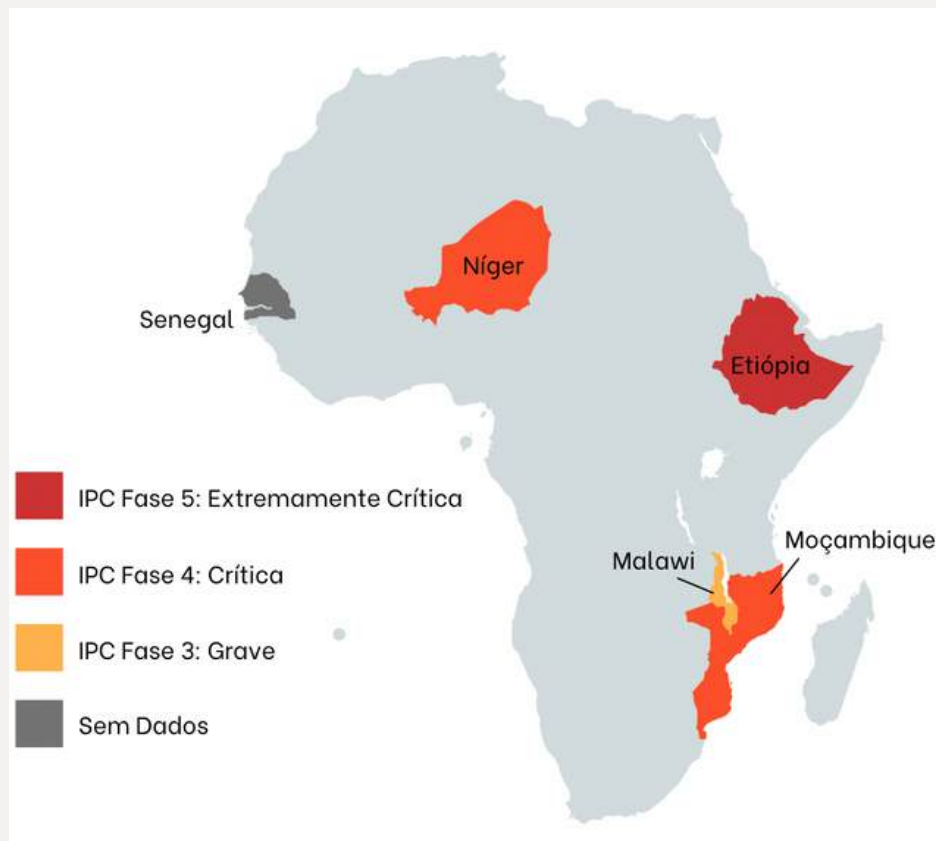 Níger
Senegal
Etiópia
IPC Fase 5: Extremamente Crítica
Moçambique
Malawi
IPC Fase 4: Crítica
IPC Fase 3: Grave
Sem Dados